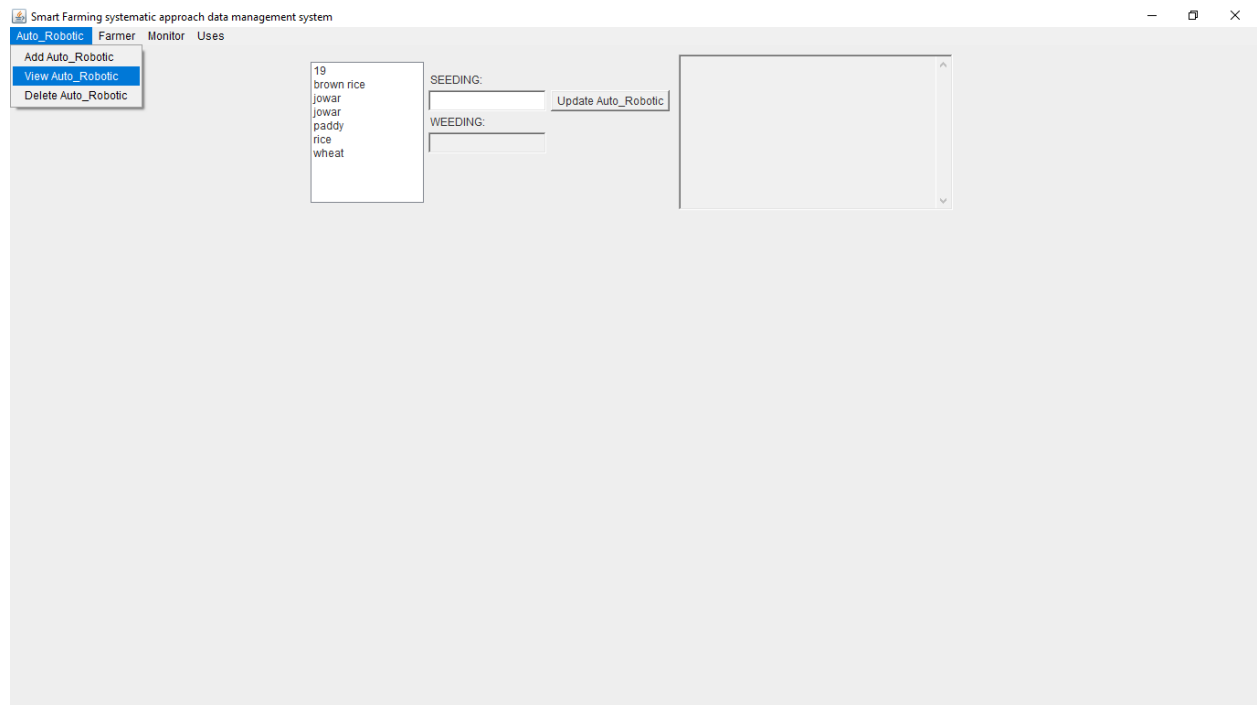 Smart Farming systematic approach data management system
Auto_Robotic Farmer Monitor Uses
Add Auto_Robotic
View Auto_Robotic
Delete Auto_Robotic
19
brown rice
jowar
jowar
paddy
rice
wheat
SEEDING:
Update Auto_Robotic
WEEDING: